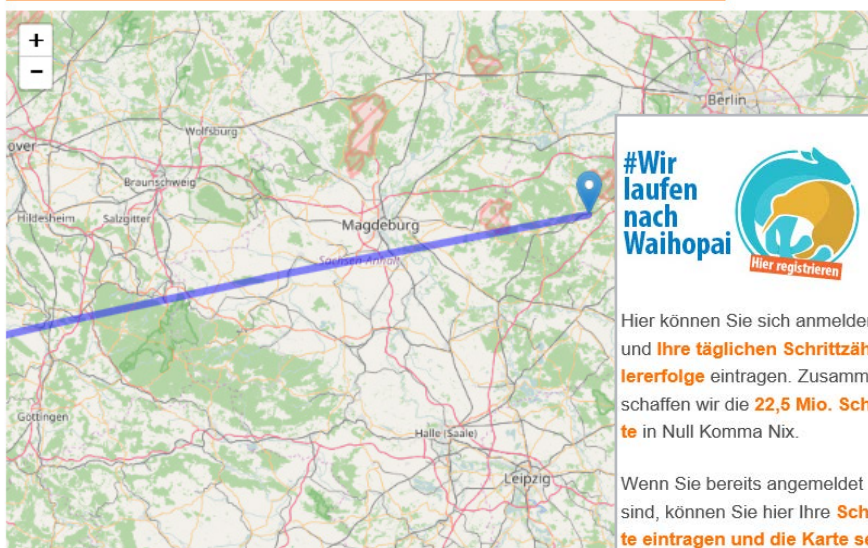 +
−
Berlin
Wolfsburg
over
Braunschweig
Hildesheim
Salzgitter
Magdeburg
Sachsen-Anhalt
Göttingen
Halle (Saale)
Leipzig
#Wir
laufen
nach
Waihopai
Hier registrieren
Hier können Sie sich anmelden
und Ihre täglichen Schrittzäh
lererfolge eintragen. Zusamm
schaffen wir die 22,5 Mio. Sch
te in Null Komma Nix.
Wenn Sie bereits angemeldet
sind, können Sie hier Ihre Sch
te eintragen und die Karte s